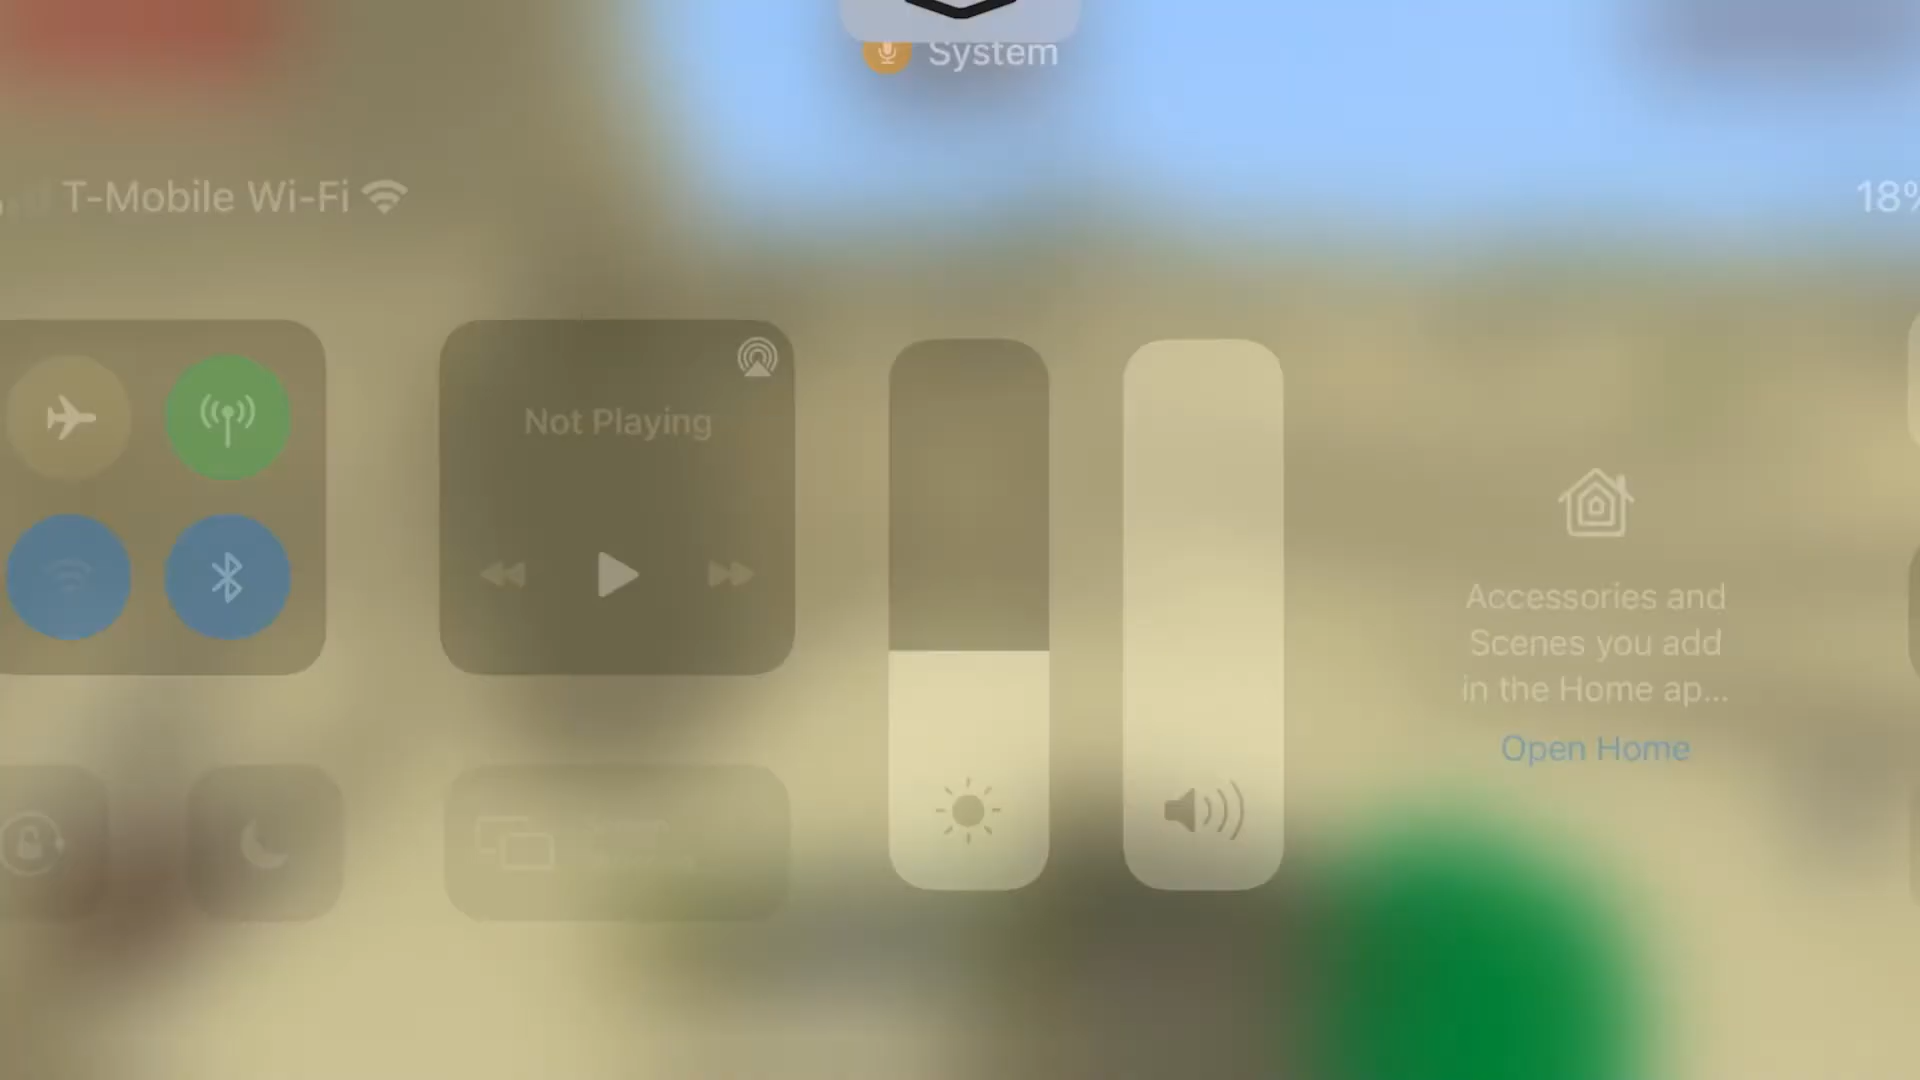 System
T-Mobile Wi-Fi
18%
Not Playing
Accessories and
Scenes you add
in the Home ap...
Open Home